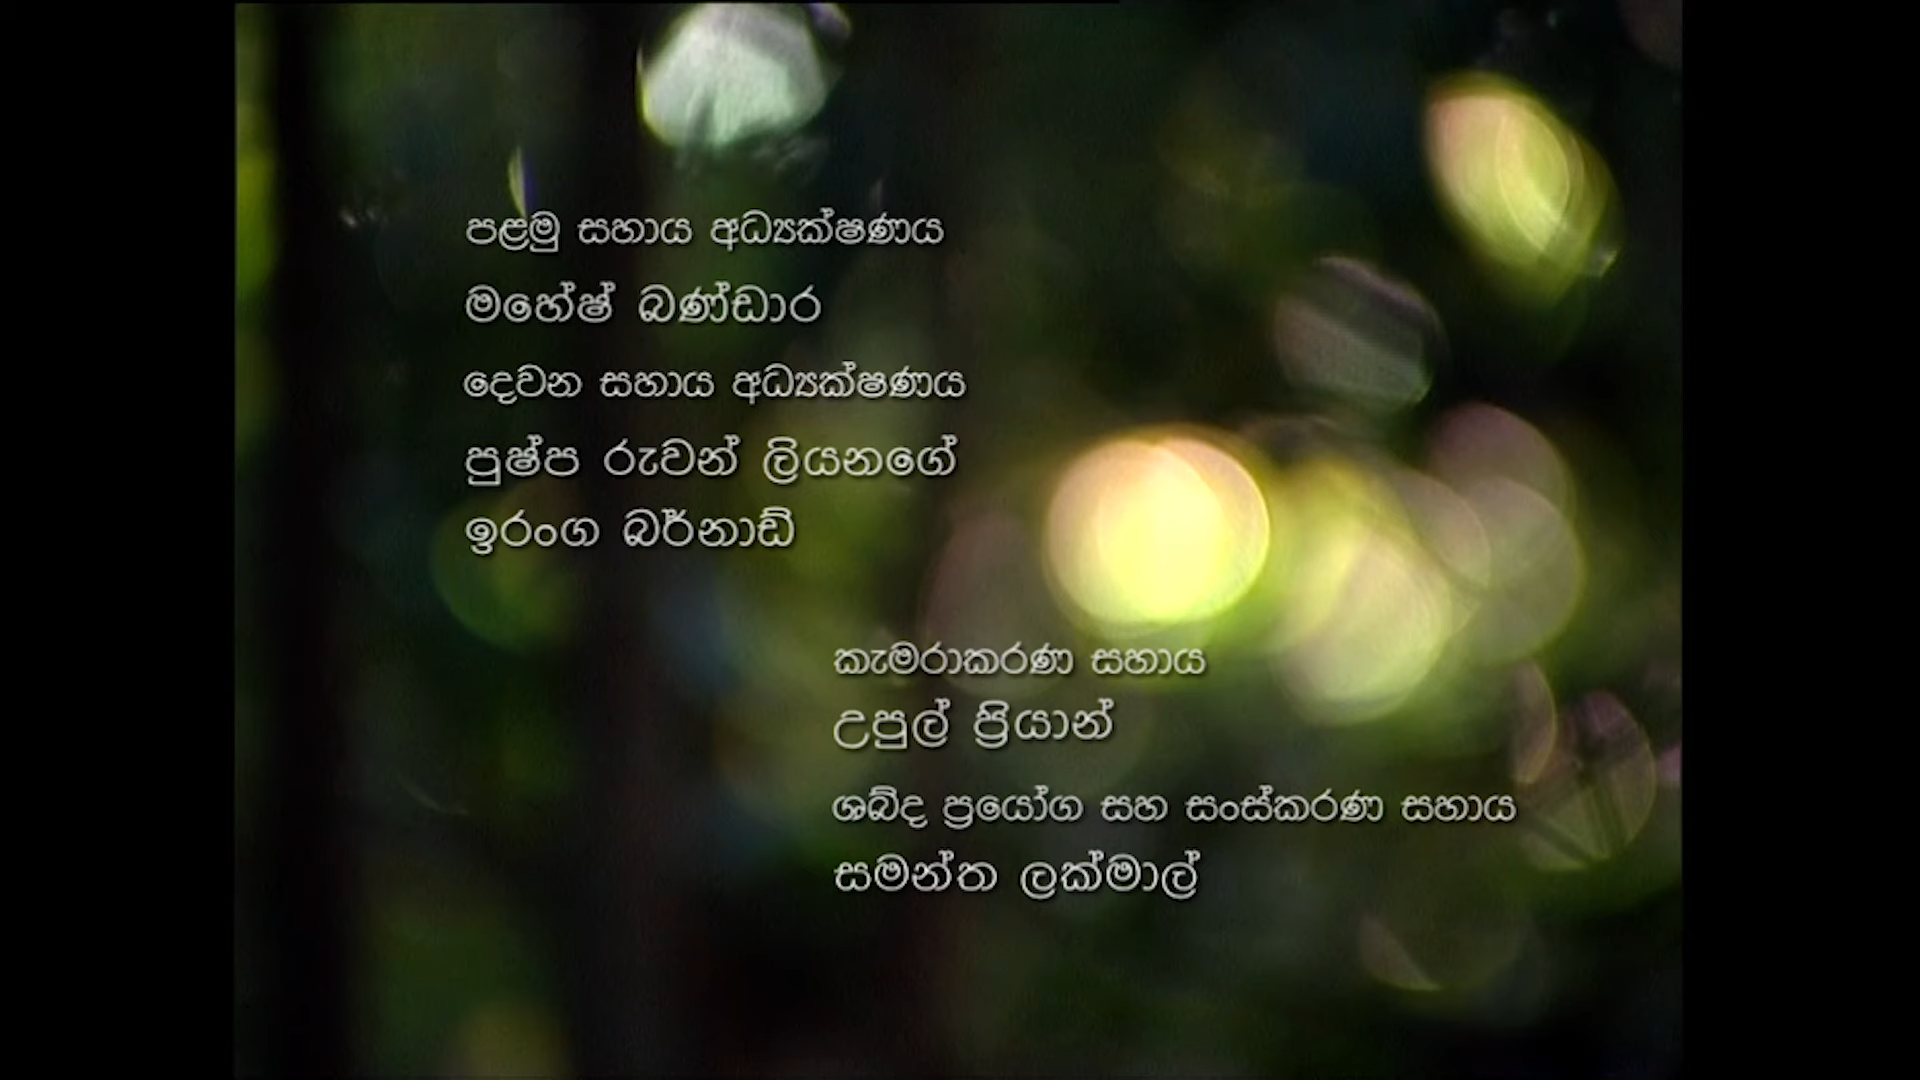 පළමු සහාය අධ්‍යක්ෂණය
මහේෂ් බණ්ඩාර
දෙවන සහාය අධ්‍යක්ෂණය
පුෂ්ප රුවන් ලියනගේ
ඉරංග බර්නාඩ්
කැමරාකරණ සහාය
උපුල් ප්‍රියාන්
ශබ්ද ප්‍රයෝග සහ සංස්කරණ සහාය
සමන්ත ලක්මාල්